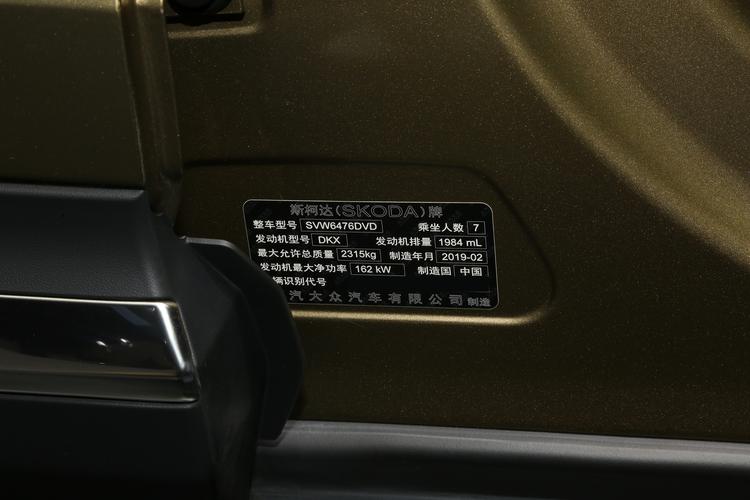 斯柯达(SKODA)牌
整车型号 SVW6476DVD 乘坐人数 7
发动机型号 DKX 发动机排量 1984 mL
最大允许总质量 2315kg 制造年月 2019-02
发动机最大净功率 162 kW 制造国 中国
辆识别代号
汽大众汽车有限公司 制造